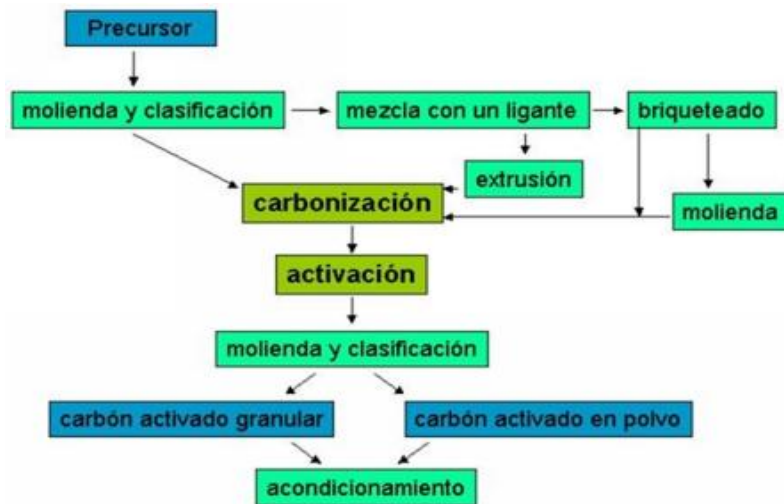 Precursor
molienda y clasificación
mezcla con un ligante
briqueteado
extrusión
carbonización
molienda
activación
molienda y clasificación
carbón activado granular
carbón activado en polvo
acondicionamiento